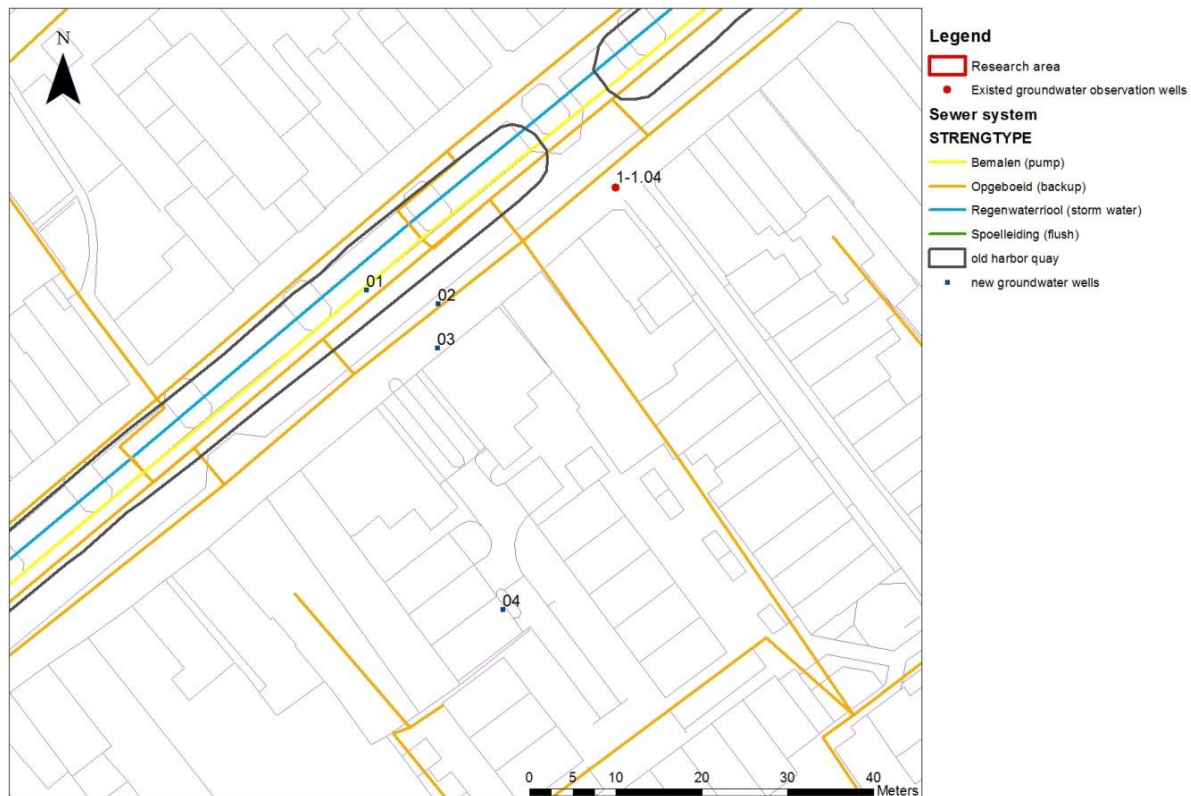 N
1-1.04
01
02
03
04
0 5 10 20 30 40
Meters
Legend
Research area
Existed groundwater observation wells
Sewer system
STRENGTYPE
Bemalen (pump)
Opgeboeid (backup)
Regenwaterriool (storm water)
Spoelleiding (flush)
old harbor quay
new groundwater wells